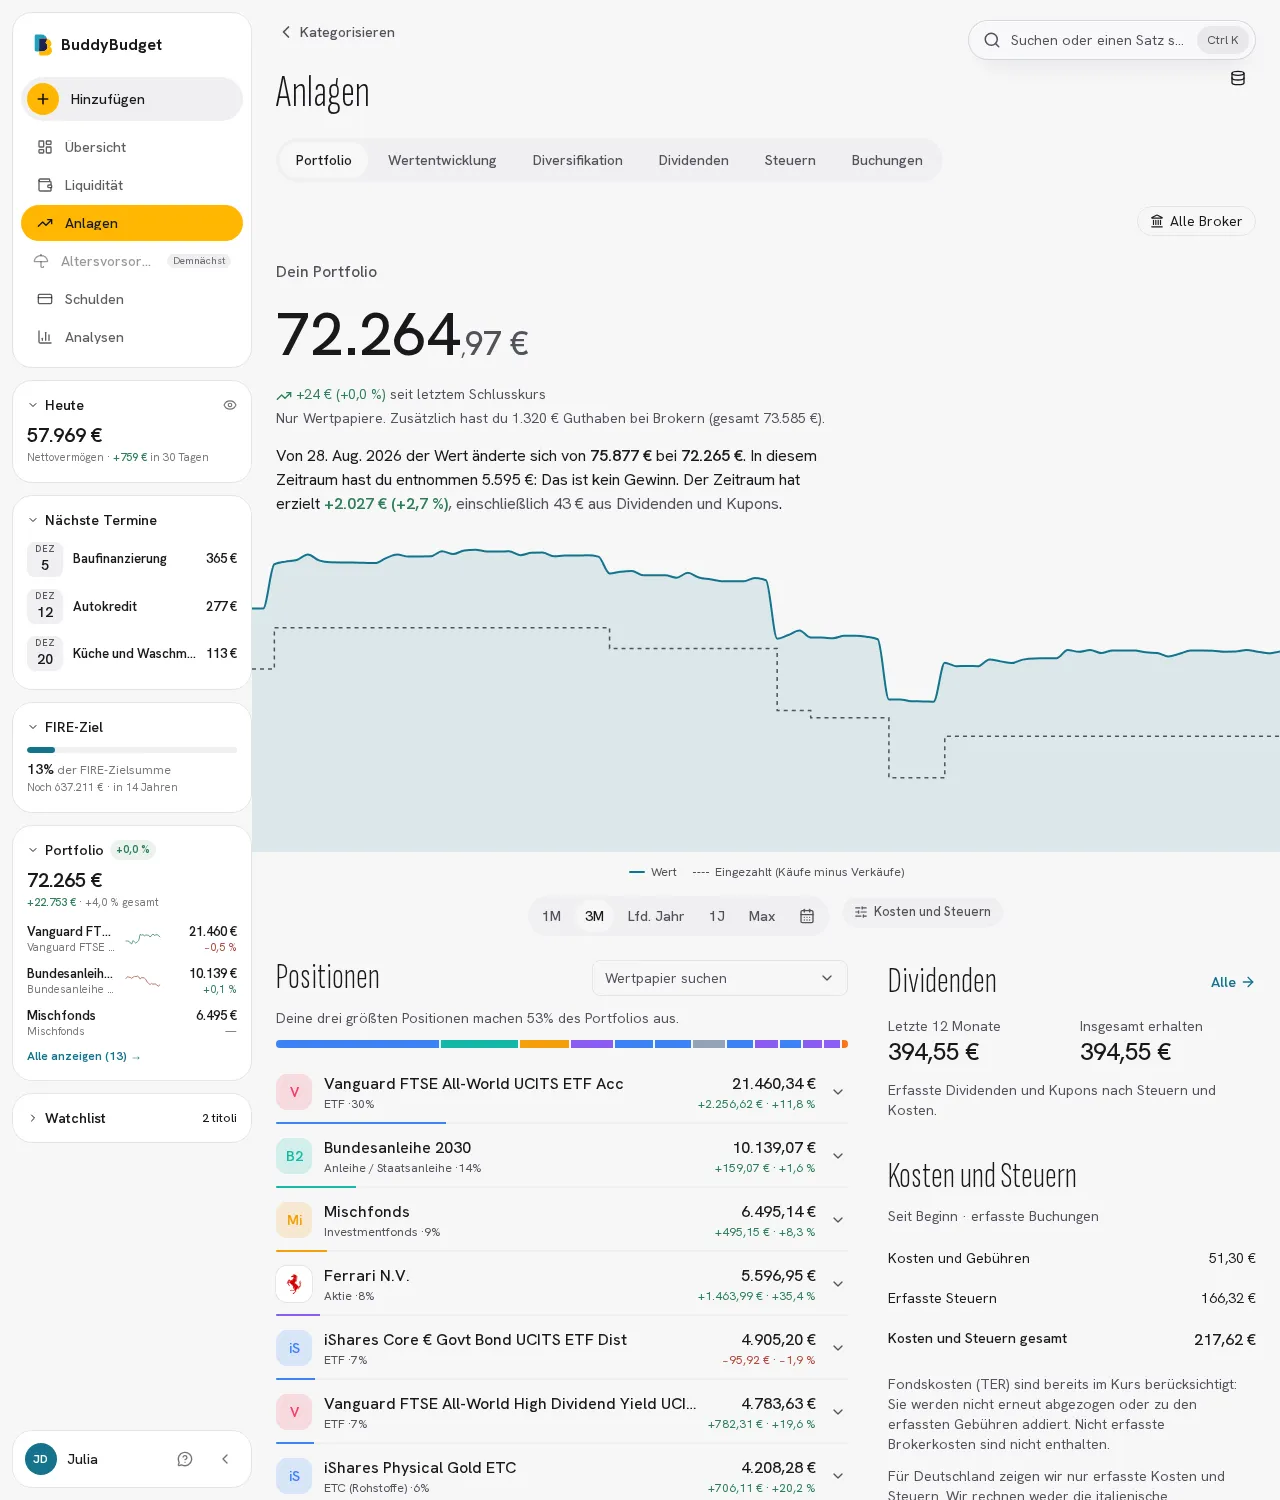 BuddyBudget
Hinzufügen
Übersicht
Liquidität
Anlagen
Altersvorsor... Demnächst
Schulden
Analysen
Heute
57.969 €
Nettovermögen · +759 € in 30 Tagen
Nächste Termine
DEZ
5
Baufinanzierung 365 €
DEZ
12
Autokredit 277 €
DEZ
20
Küche und Waschm... 113 €
FIRE-Ziel
13% der FIRE-Zielsumme
Noch 637.211 € · in 14 Jahren
Portfolio +0,0 %
72.265 €
+22.753 € · +4,0 % gesamt
Vanguard FT... 21.460 €
Vanguard FTSE ... −0,5 %
Bundesanleih... 10.139 €
Bundesanleihe ... +0,1 %
Mischfonds 6.495 €
Mischfonds —
Alle anzeigen (13) →
Watchlist 2 titoli
JD Julia
Kategorisieren
Suchen oder einen Satz s... Ctrl K
Anlagen
Portfolio Wertentwicklung Diversifikation Dividenden Steuern Buchungen
Alle Broker
Dein Portfolio
72.264,97 €
+24 € (+0,0 %) seit letztem Schlusskurs
Nur Wertpapiere. Zusätzlich hast du 1.320 € Guthaben bei Brokern (gesamt 73.585 €).
Von 28. Aug. 2026 der Wert änderte sich von 75.877 € bei 72.265 €. In diesem
Zeitraum hast du entnommen 5.595 €: Das ist kein Gewinn. Der Zeitraum hat
erzielt +2.027 € (+2,7 %), einschließlich 43 € aus Dividenden und Kupons.
Wert Eingezahlt (Käufe minus Verkäufe)
1M 3M Lfd. Jahr 1J Max Kosten und Steuern
Positionen
Wertpapier suchen
Deine drei größten Positionen machen 53% des Portfolios aus.
V Vanguard FTSE All-World UCITS ETF Acc 21.460,34 €
ETF ·30% +2.256,62 € · +11,8 %
B2 Bundesanleihe 2030 10.139,07 €
Anleihe / Staatsanleihe ·14% +159,07 € · +1,6 %
Mi Mischfonds 6.495,14 €
Investmentfonds ·9% +495,15 € · +8,3 %
Ferrari N.V. 5.596,95 €
Aktie ·8% +1.463,99 € · +35,4 %
iS iShares Core € Govt Bond UCITS ETF Dist 4.905,20 €
ETF ·7% −95,92 € · −1,9 %
V Vanguard FTSE All-World High Dividend Yield UCI... 4.783,63 €
ETF ·7% +782,31 € · +19,6 %
iS iShares Physical Gold ETC 4.208,28 €
ETC (Rohstoffe) ·6% +706,11 € · +20,2 %
Dividenden
Alle →
Letzte 12 Monate Insgesamt erhalten
394,55 € 394,55 €
Erfasste Dividenden und Kupons nach Steuern und
Kosten.
Kosten und Steuern
Seit Beginn · erfasste Buchungen
Kosten und Gebühren 51,30 €
Erfasste Steuern 166,32 €
Kosten und Steuern gesamt 217,62 €
Fondskosten (TER) sind bereits im Kurs berücksichtigt:
Sie werden nicht erneut abgezogen oder zu den
erfassten Gebühren addiert. Nicht erfasste
Brokerkosten sind nicht enthalten.
Für Deutschland zeigen wir nur erfasste Kosten und
Steuern. Wir rechnen weder die italienische